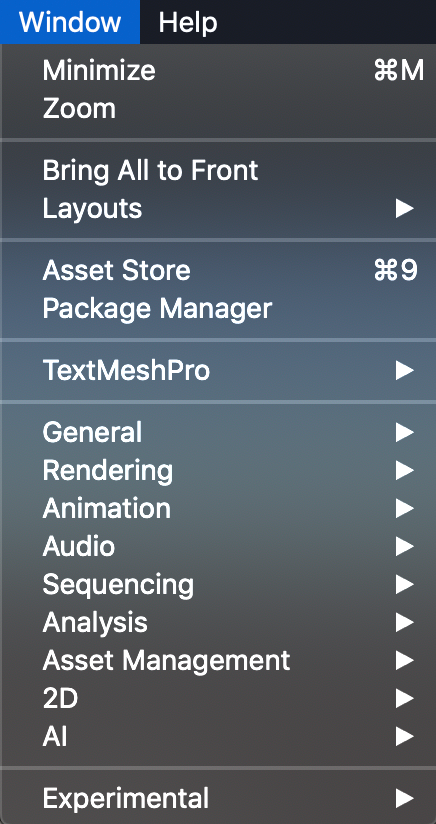 Window Help
Minimize ⌘M
Zoom
Bring All to Front
Layouts
Asset Store ⌘9
Package Manager
TextMeshPro
General
Rendering
Animation
Audio
Sequencing
Analysis
Asset Management
2D
AI
Experimental